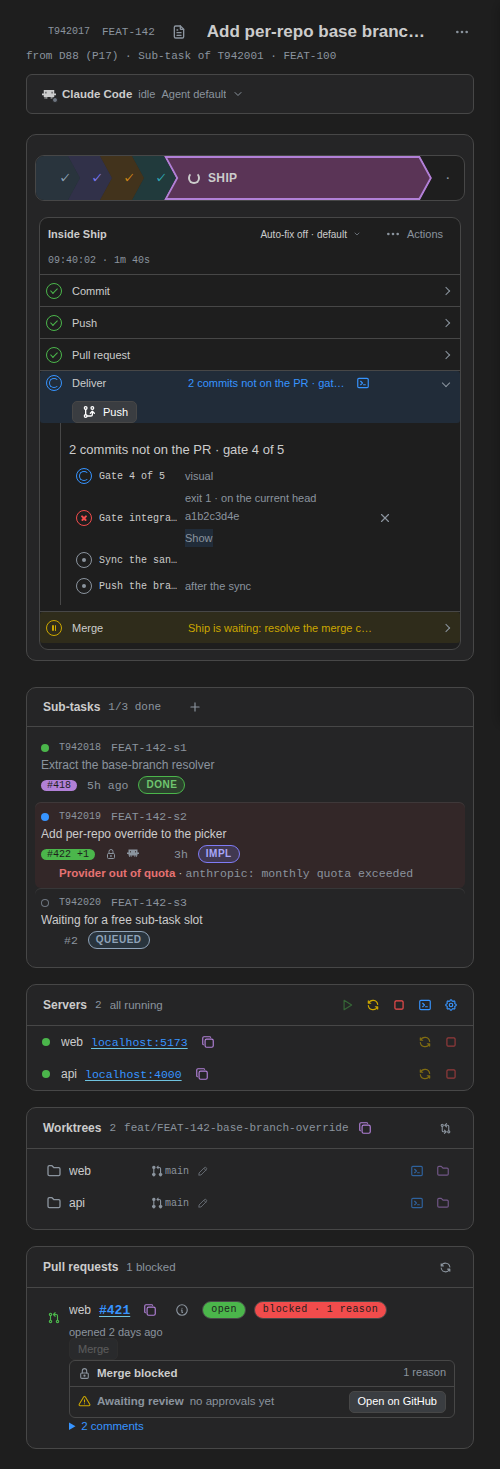 T942017 FEAT-142 Add per-repo base branc…
from D88 (P17) · Sub-task of T942001 · FEAT-100
Claude Code idle Agent default
SHIP
Inside Ship Auto-fix off · default Actions
09:40:02 · 1m 40s
Commit
Push
Pull request
Deliver 2 commits not on the PR · gat…
Push
2 commits not on the PR · gate 4 of 5
Gate 4 of 5 visual
exit 1 · on the current head
Gate integra… a1b2c3d4e
Show
Sync the san…
Push the bra… after the sync
Merge Ship is waiting: resolve the merge c…
Sub-tasks 1/3 done
T942018 FEAT-142-s1
Extract the base-branch resolver
#418 5h ago DONE
T942019 FEAT-142-s2
Add per-repo override to the picker
#422 +1 3h IMPL
Provider out of quota · anthropic: monthly quota exceeded
T942020 FEAT-142-s3
Waiting for a free sub-task slot
#2 QUEUED
Servers 2 all running
web localhost:5173
api localhost:4000
Worktrees 2 feat/FEAT-142-base-branch-override
web main
api main
Pull requests 1 blocked
web #421 open blocked · 1 reason
opened 2 days ago
Merge
Merge blocked 1 reason
Awaiting review no approvals yet Open on GitHub
2 comments